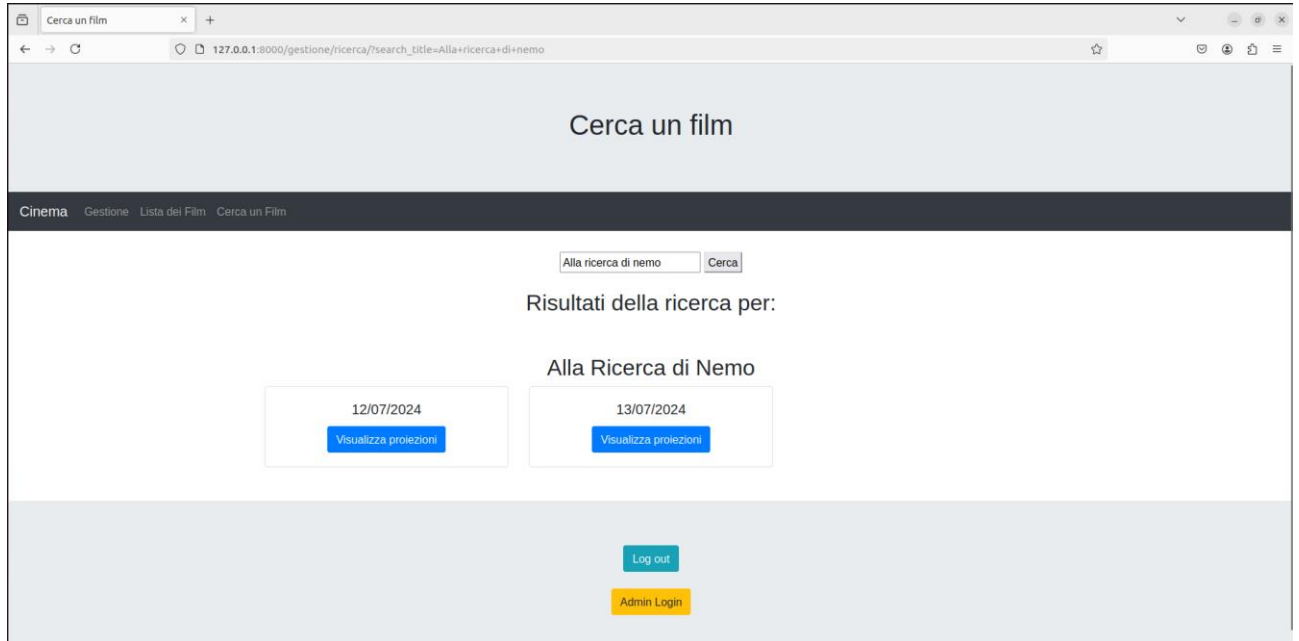 Cerca un film
127.0.0.1:8000/gestione/ricerca/?search_title=Alla+ricerca+di+nemo
Cerca un film
Cinema Gestione Lista dei Film Cerca un Film
Alla ricerca di nemo Cerca
Risultati della ricerca per:
Alla Ricerca di Nemo
12/07/2024 13/07/2024
Visualizza proiezioni Visualizza proiezioni
Log out
Admin Login